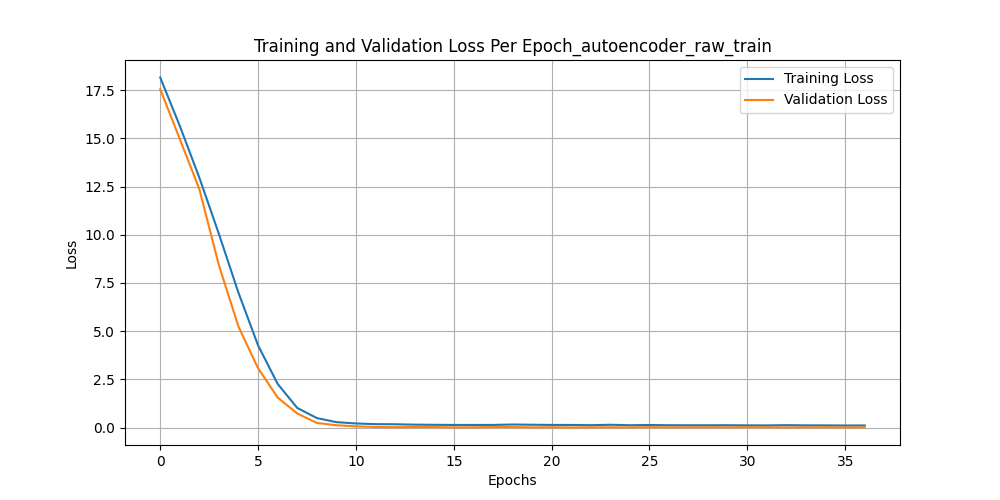 Training and Validation Loss Per Epoch_autoencoder_raw_train
Training Loss
Validation Loss
17.5
15.0
12.5
10.0
7.5
5.0
2.5
0.0
Loss
0 5 10 15 20 25 30 35
Epochs